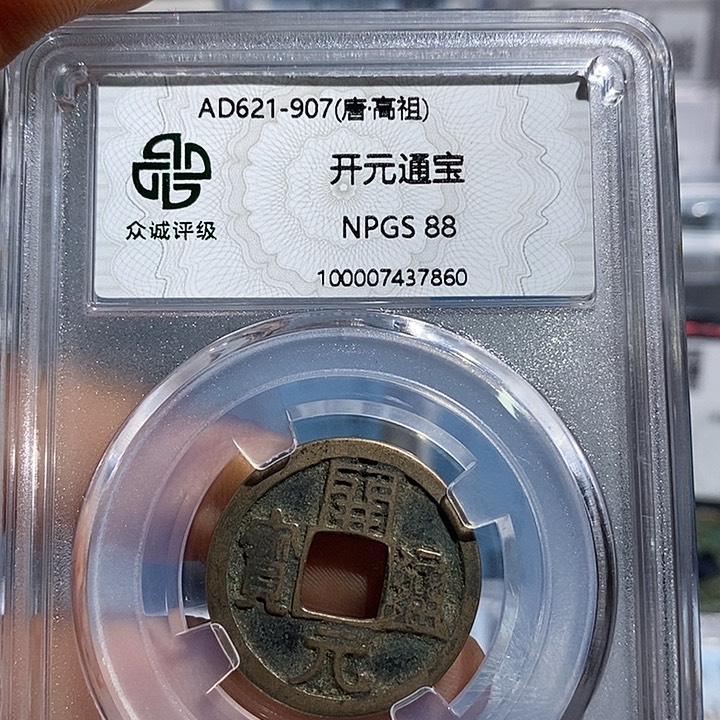 AD621-907(唐·高祖)
开元通宝
众诚评级
NPGS 88
100007437860
開
通
寶
元